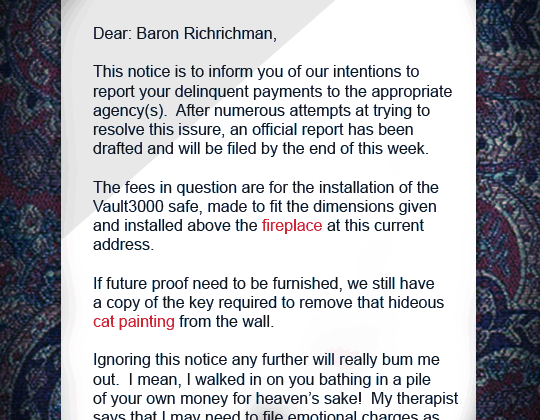 Dear: Baron Richrichman,
This notice is to inform you of our intentions to
report your delinquent payments to the appropriate
agency(s).  After numerous attempts at trying to
resolve this issure, an official report has been
drafted and will be filed by the end of this week.
The fees in question are for the installation of the
Vault3000 safe, made to fit the dimensions given
and installed above the fireplace at this current
address.
If future proof need to be furnished, we still have
a copy of the key required to remove that hideous
cat painting from the wall.
Ignoring this notice any further will really bum me
out.  I mean, I walked in on you bathing in a pile
of your own money for heaven’s sake!  My therapist
says that I may need to file emotional charges as